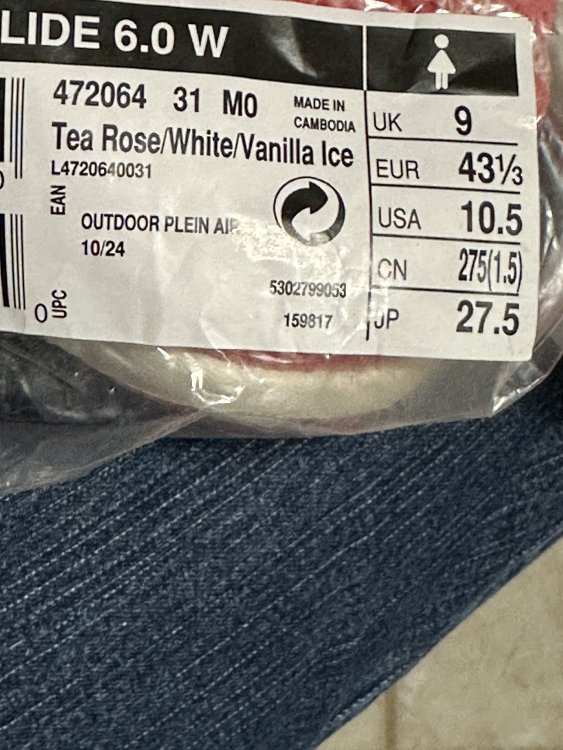 LIDE 6.0 W
472064 31 M0
MADE IN
CAMBODIA
Tea Rose/White/Vanilla Ice
L4720640031
EAN
OUTDOOR PLEIN AIR
10/24
5302799053
159817
0
UPC
UK 9
EUR 43⅓
USA 10.5
CN 275(1.5)
JP 27.5